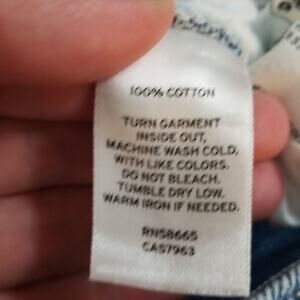 100% COTTON
TURN GARMENT
INSIDE OUT,
MACHINE WASH COLD,
WITH LIKE COLORS.
DO NOT BLEACH.
TUMBLE DRY LOW.
WARM IRON IF NEEDED.
RN58665
CA57963